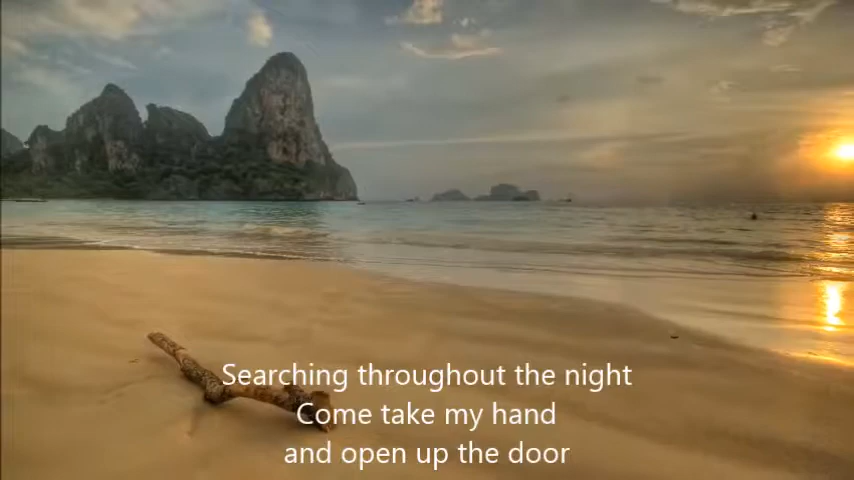 Searching throughout the night
Come take my hand
and open up the door